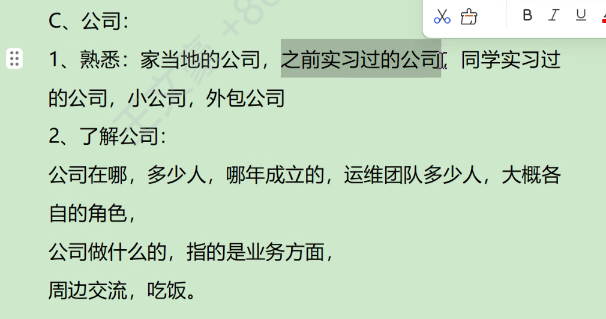 C、公司：
B I U
1、熟悉：家当地的公司，之前实习过的公司，同学实习过
的公司，小公司，外包公司
2、了解公司：
公司在哪，多少人，哪年成立的，运维团队多少人，大概各
自的角色，
公司做什么的，指的是业务方面，
周边交流，吃饭。